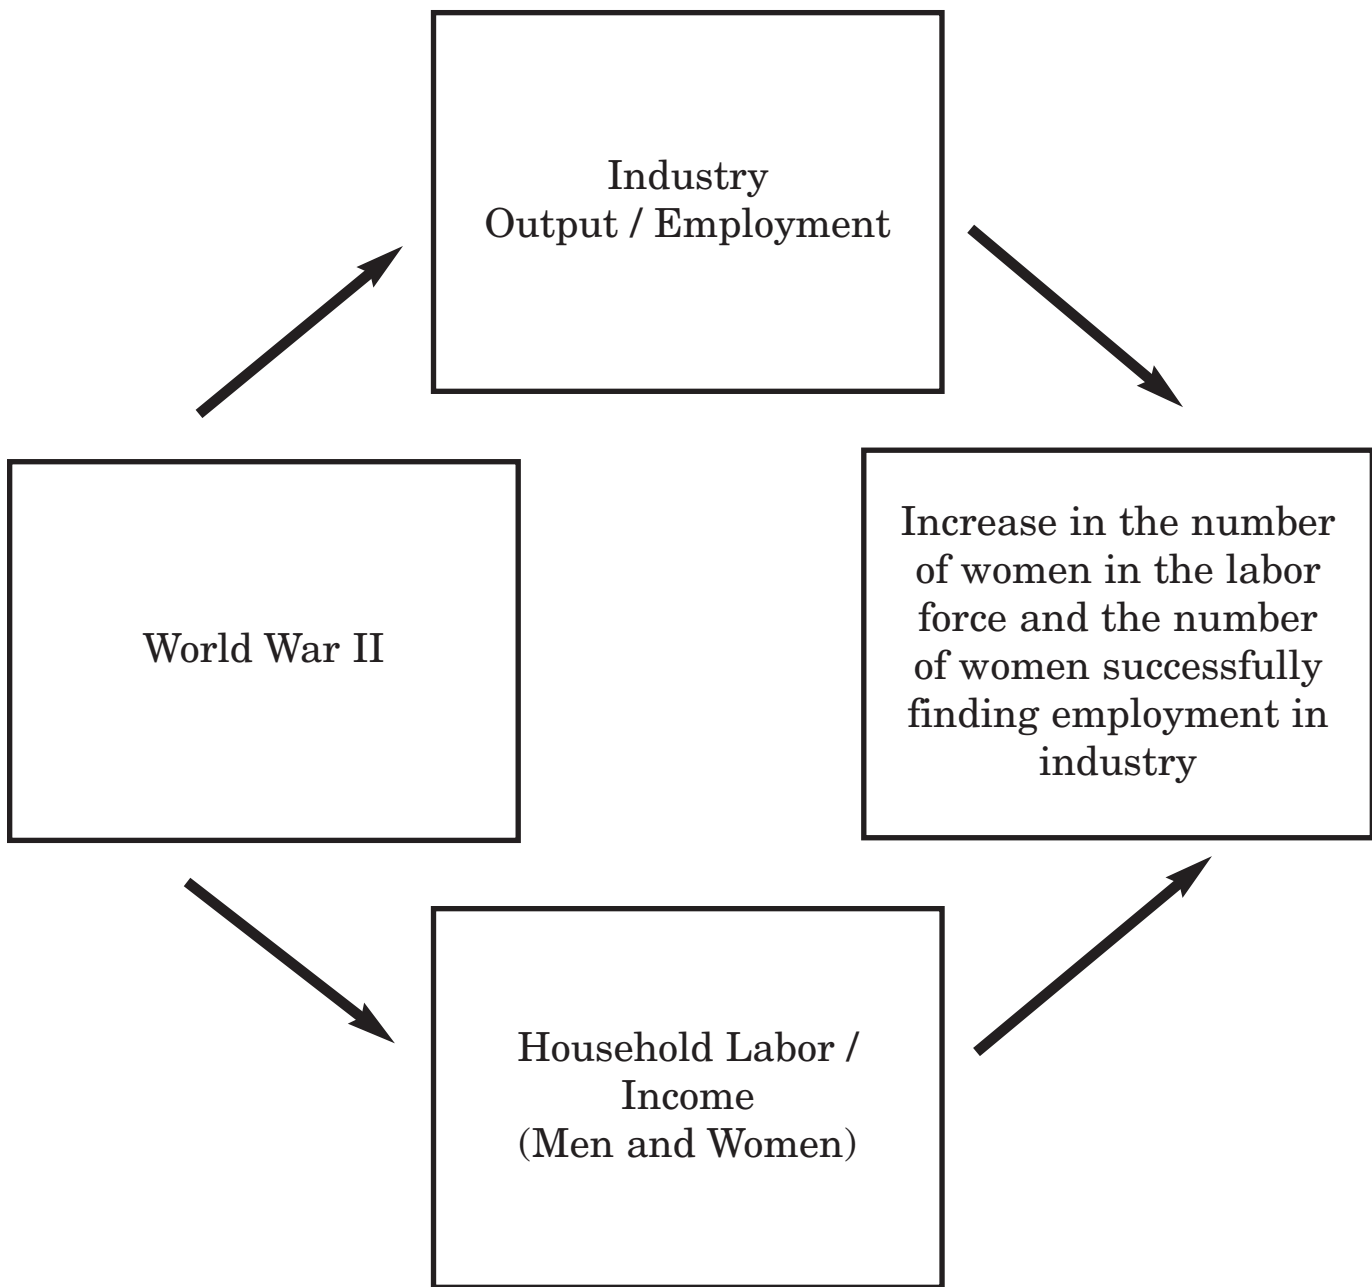 Industry
Output / Employment
World War II
Increase in the number
of women in the labor
force and the number
of women successfully
finding employment in
industry
Household Labor /
Income
(Men and Women)